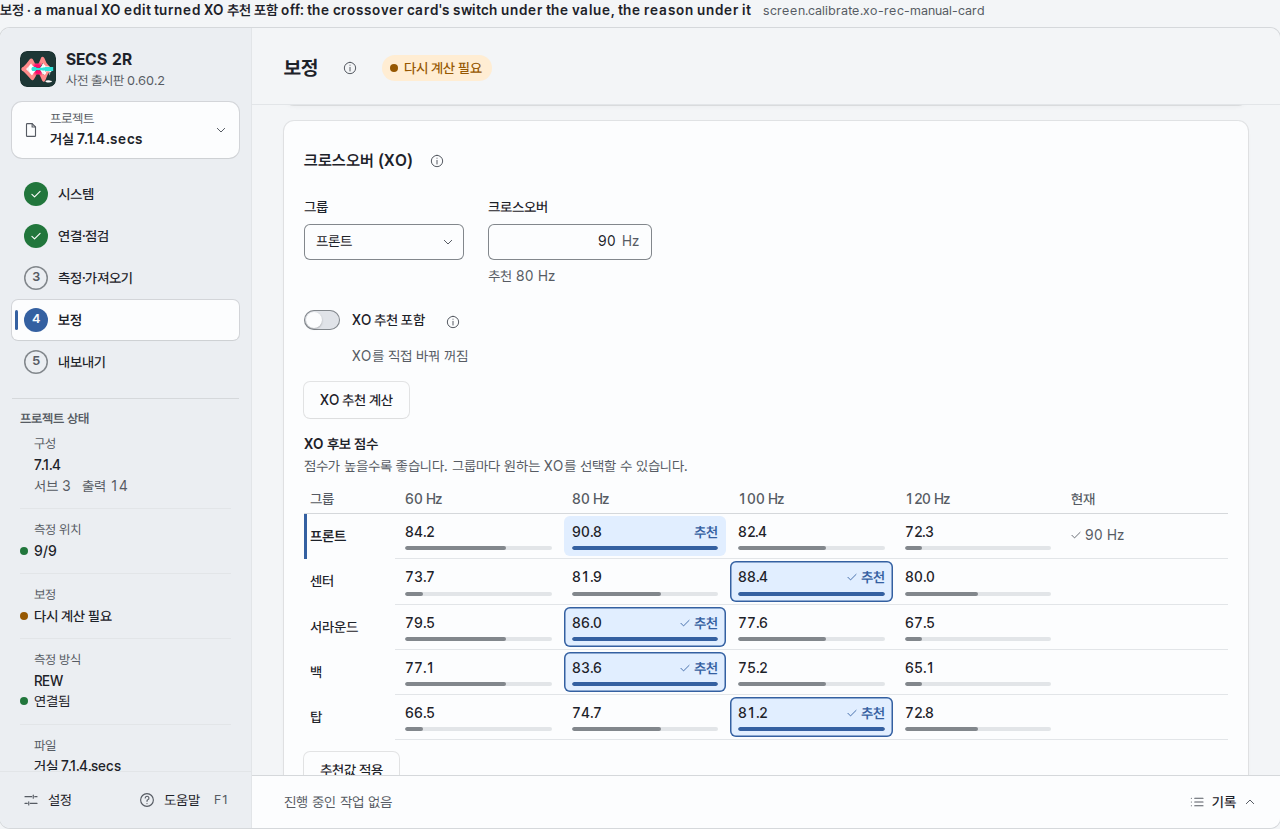 보정 · a manual XO edit turned XO 추천 포함 off: the crossover card's switch under the value, the reason under it screen.calibrate.xo-rec-manual-card
SECS 2R
사전 출시판 0.60.2
프로젝트
거실 7.1.4.secs
시스템
연결·점검
3 측정·가져오기
4 보정
5 내보내기
프로젝트 상태
구성
7.1.4
서브 3 출력 14
측정 위치
9/9
보정
다시 계산 필요
측정 방식
REW
연결됨
파일
거실 7.1.4.secs
설정 도움말 F1
보정 다시 계산 필요
크로스오버 (XO)
그룹 크로스오버
프론트 90 Hz
추천 80 Hz
XO 추천 포함
XO를 직접 바꿔 꺼짐
XO 추천 계산
XO 후보 점수
점수가 높을수록 좋습니다. 그룹마다 원하는 XO를 선택할 수 있습니다.
그룹 60 Hz 80 Hz 100 Hz 120 Hz 현재
프론트 84.2 90.8 추천 82.4 72.3 90 Hz
센터 73.7 81.9 88.4 추천 80.0
서라운드 79.5 86.0 추천 77.6 67.5
백 77.1 83.6 추천 75.2 65.1
탑 66.5 74.7 81.2 추천 72.8
추천값 적용
진행 중인 작업 없음 기록